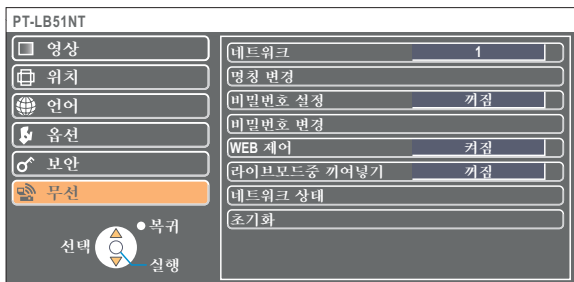 PT-LB51NT
영상
위치
언어
옵션
보안
무선
복귀
선택
실행
네트워크 1
명칭 변경
비밀번호 설정 꺼짐
비밀번호 변경
WEB 제어 켜짐
라이브모드중 끼여넣기 꺼짐
네트워크 상태
초기화